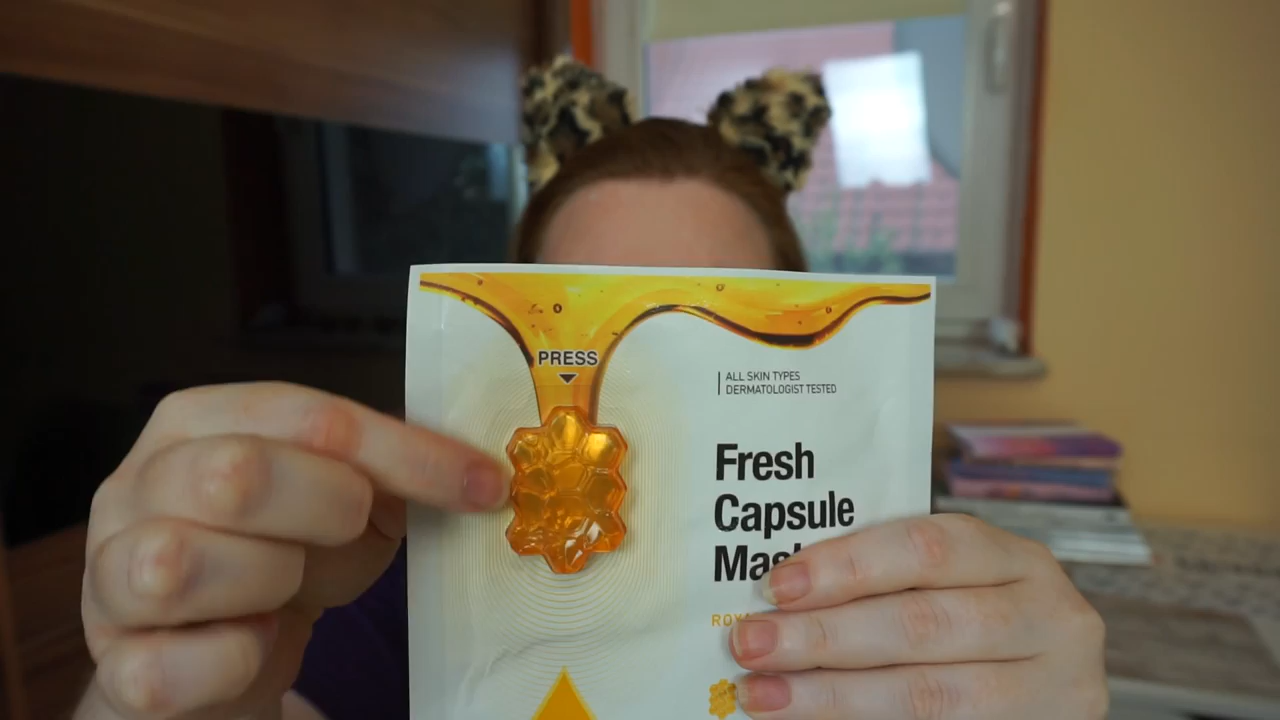 PRESS
ALL SKIN TYPES
DERMATOLOGIST TESTED
Fresh
Capsule